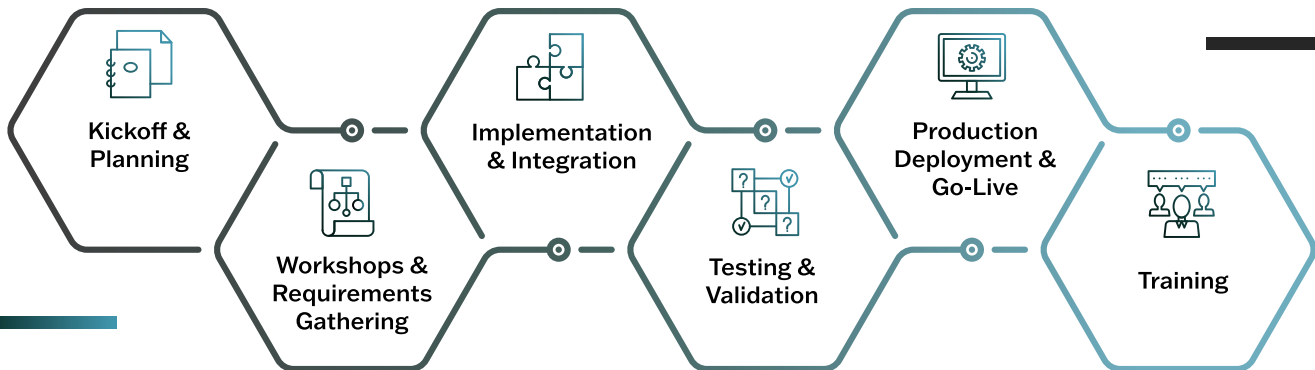 Kickoff &
Planning
Workshops &
Requirements
Gathering
Implementation
& Integration
Testing &
Validation
Production
Deployment &
Go-Live
Training